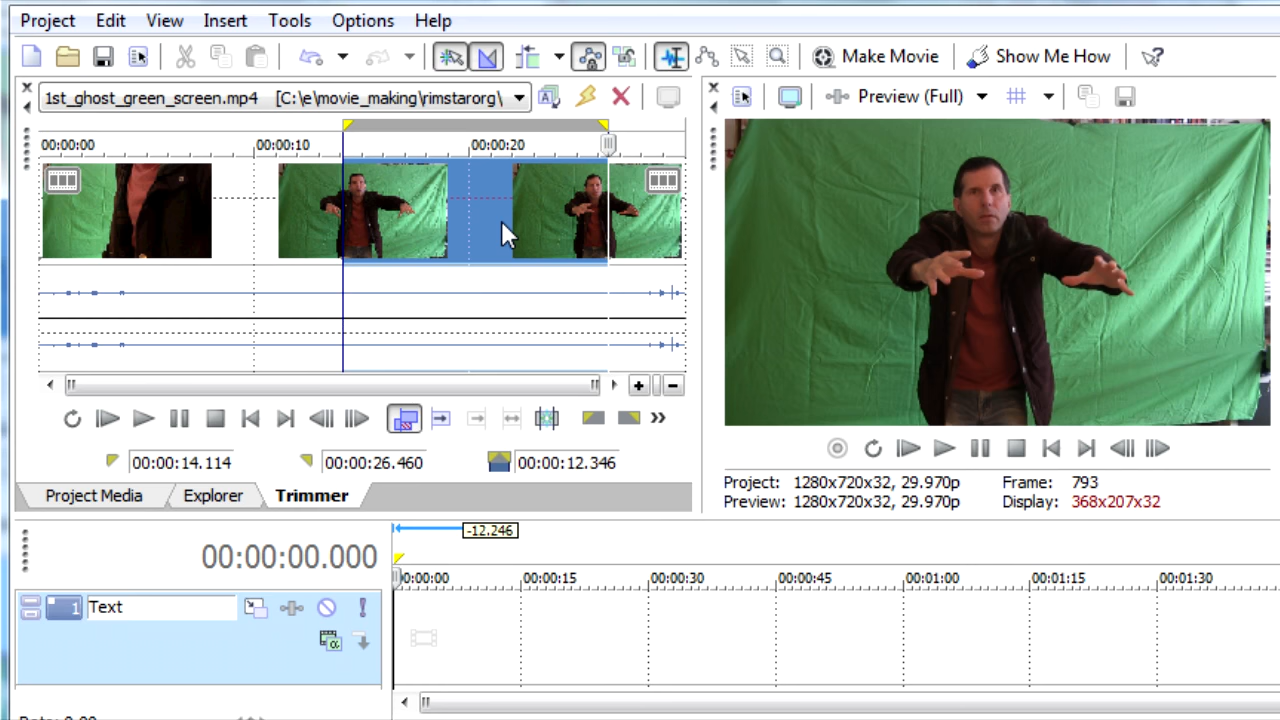 Project Edit View Insert Tools Options Help
Make Movie Show Me How
1st_ghost_green_screen.mp4 [C:\e\movie_making\rimstarorg\
Preview (Full)
00:00:00 00:00:10 00:00:20
00:00:14.114 00:00:26.460 00:00:12.346
Project Media Explorer Trimmer
Project: 1280x720x32, 29.970p Frame: 793
Preview: 1280x720x32, 29.970p Display: 368x207x32
-12.246
00:00:00.000
0:00:00 00:00:15 00:00:30 00:00:45 00:01:00 00:01:15 00:01:30
1 Text